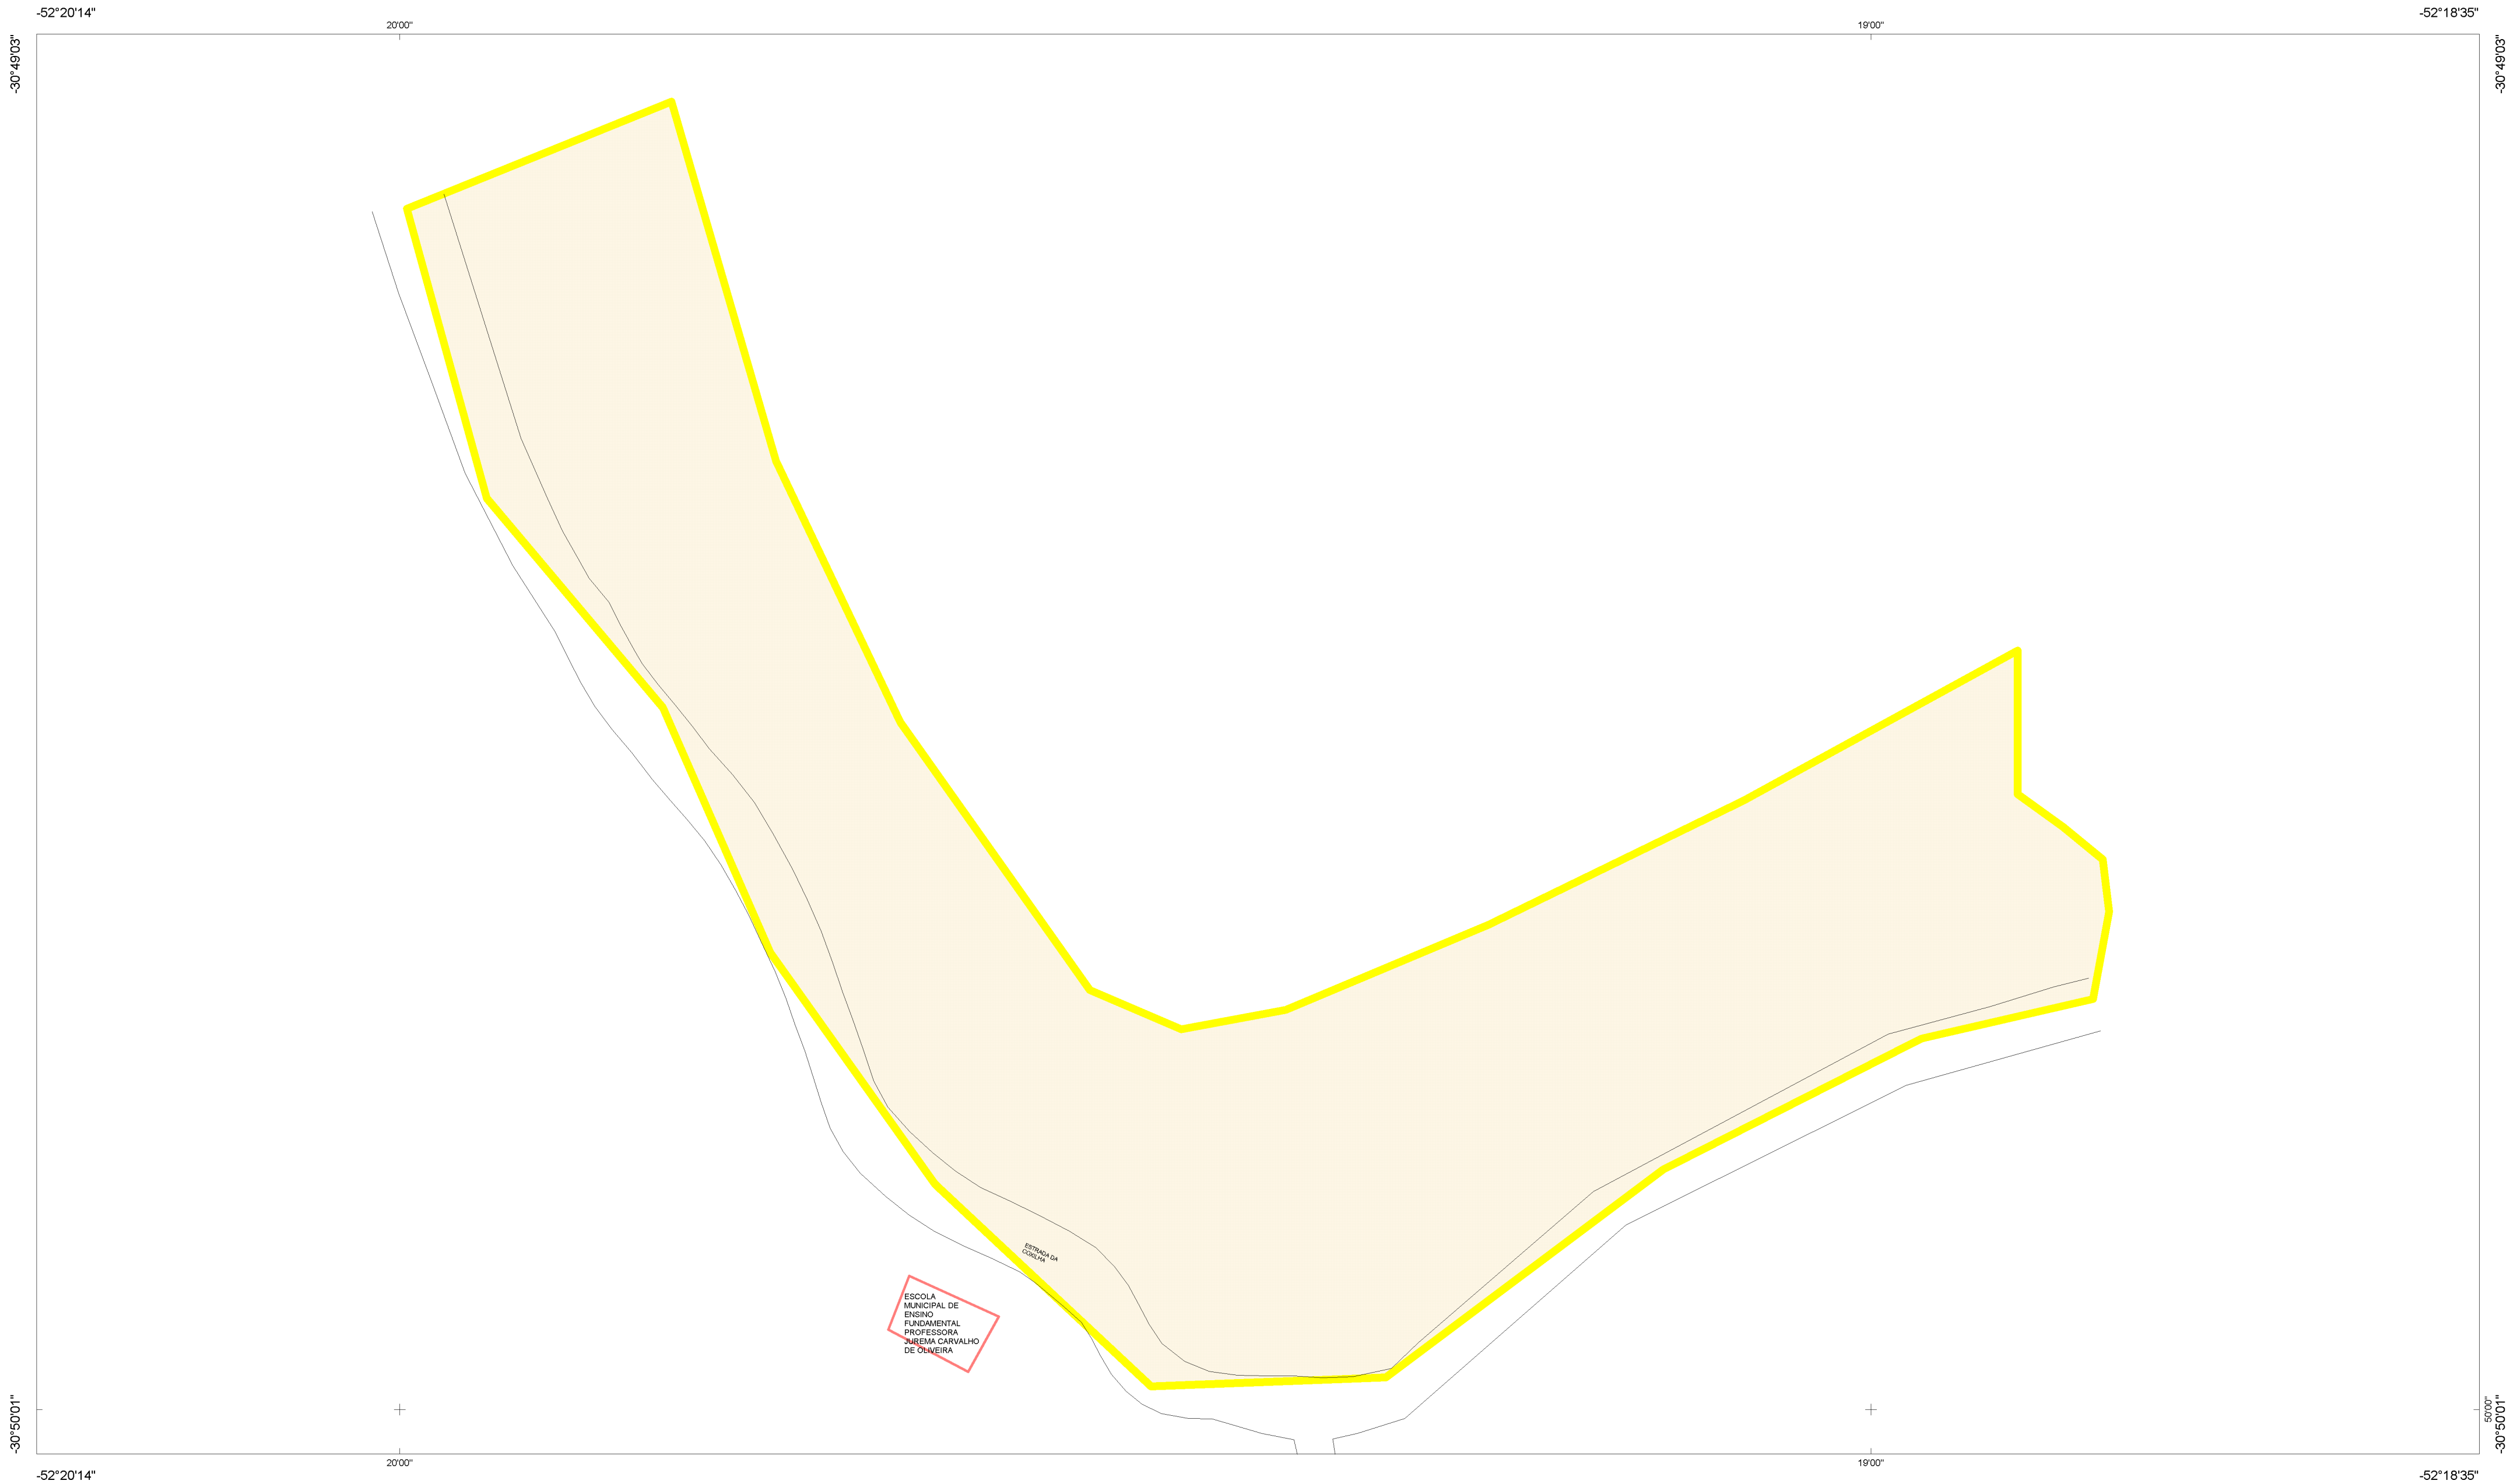 -52°20'14"
-52°18'35"
20'00"
19'00"
-30°49'03"
-30°49'03"
ESTRADA DA
COXILHA
ESCOLA
MUNICIPAL DE
ENSINO
FUNDAMENTAL
PROFESSORA
JUREMA CARVALHO
DE OLIVEIRA
-30°50'01"
50'00"
-30°50'01"
20'00"
19'00"
-52°20'14"
-52°18'35"